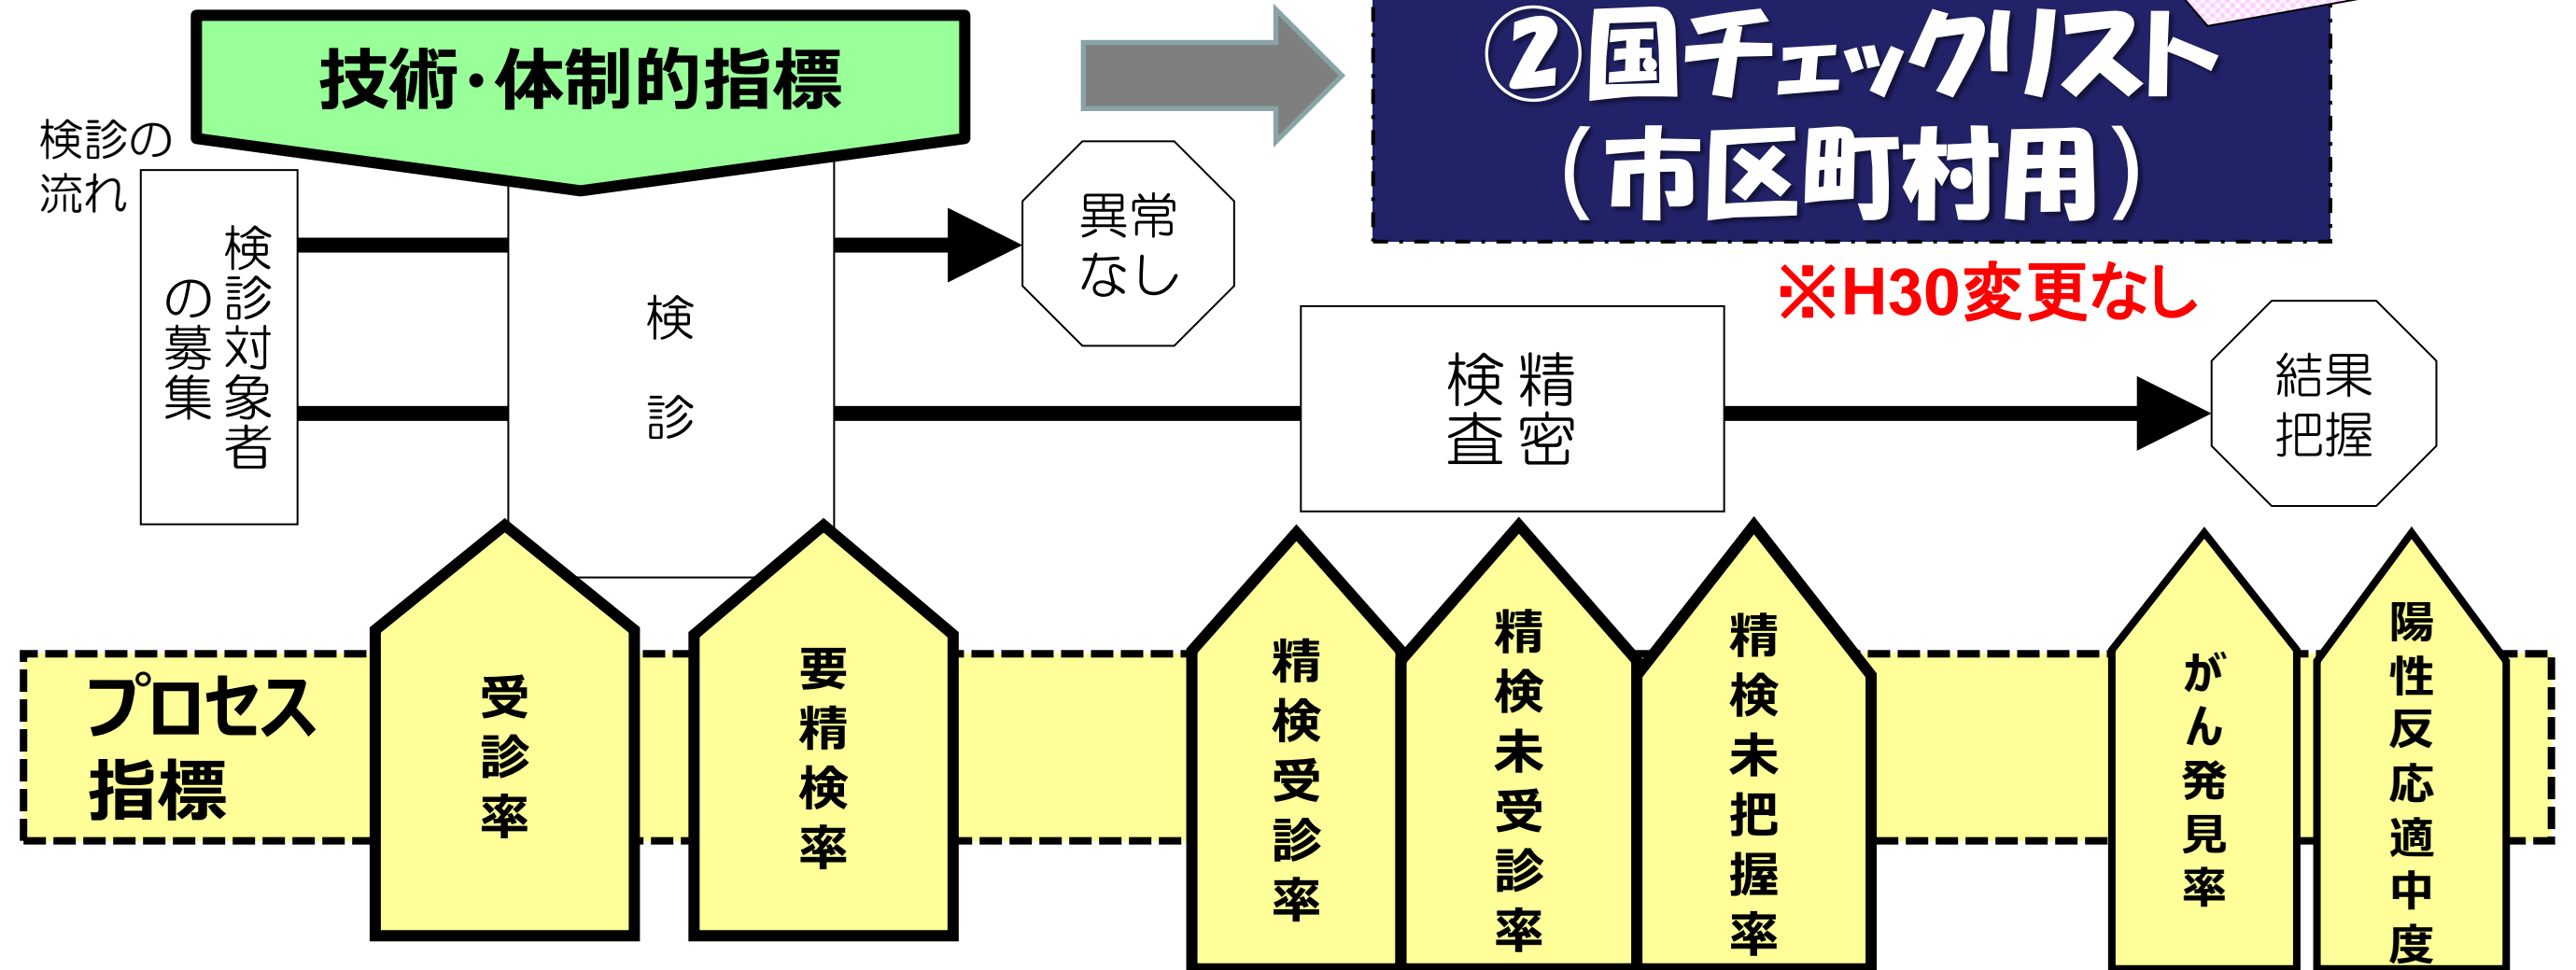 技術・体制的指標
②国チェックリスト
（市区町村用）
※H30変更なし
検診の
流れ
検診対象者
の募集
検診
異常
なし
精密
検査
結果
把握
プロセス
指標
受診率
要精検率
精検受診率
精検未受診率
精検未把握率
がん発見率
陽性反応適中度